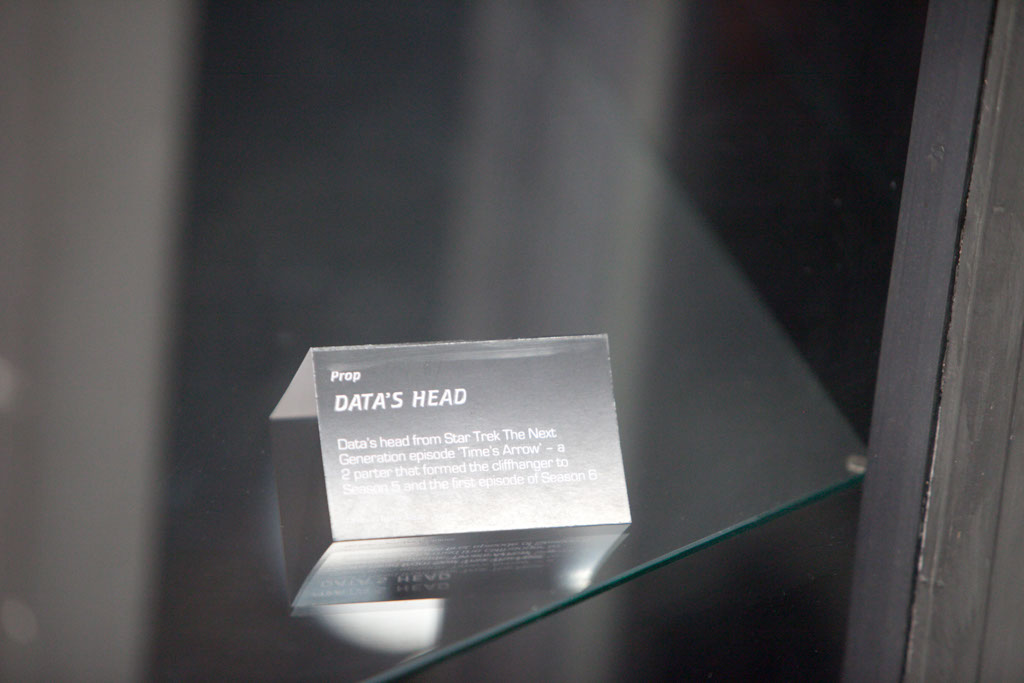 Prop
DATA'S HEAD
Data's head from Star Trek The Next
Generation episode 'Time's Arrow' - a
2 parter that formed the cliffhanger to
Season 5 and the first episode of Season 6